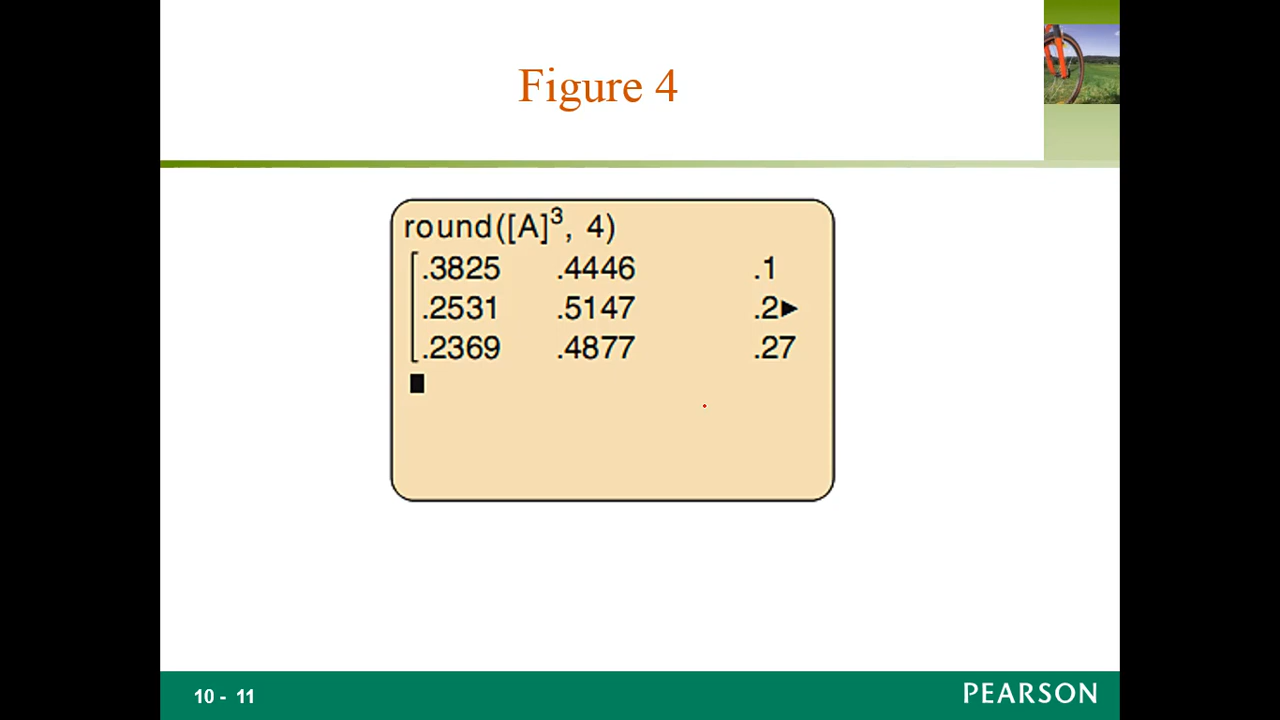 Figure 4
round([A]³, 4)
[.3825 .4446 .1
.2531 .5147 .2►
.2369 .4877 .27
10 - 11
PEARSON